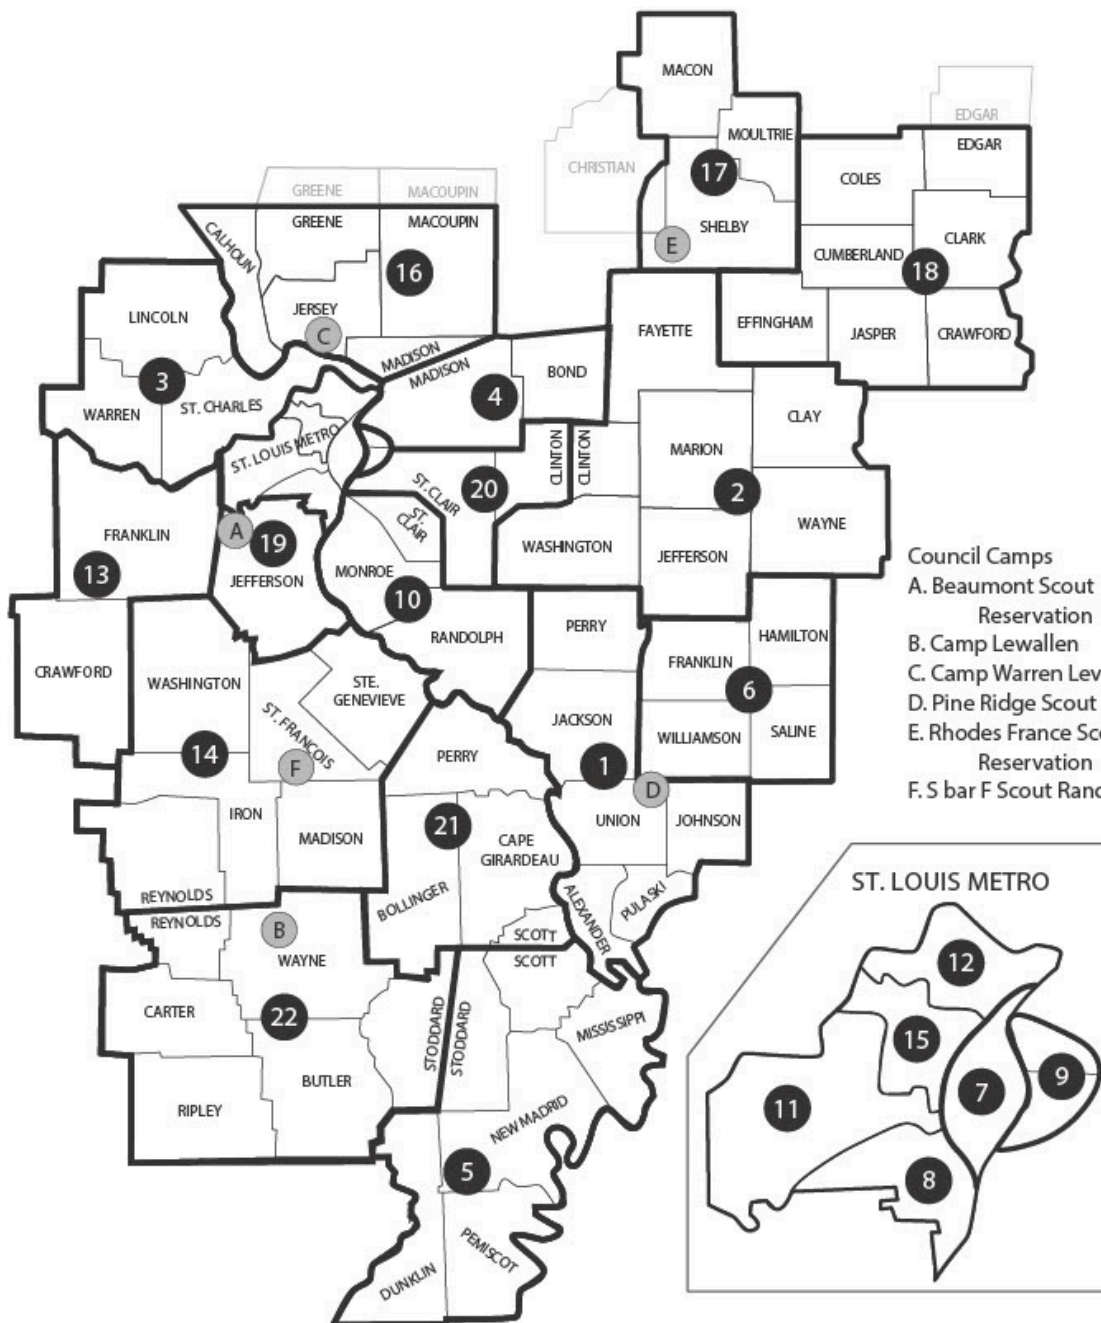 MACON
EDGAR
MOULTRIE
EDGAR
CHRISTIAN
17
COLES
GREENE
MACOUPIN
GREENE
MACOUPIN
SHELBY
CLARK
CALHOUN
E
CUMBERLAND
18
16
LINCOLN
JERSEY
FAYETTE
EFFINGHAM
JASPER
CRAWFORD
C
MADISON
MADISON
BOND
3
4
WARREN
ST. CHARLES
CLAY
ST. LOUIS METRO
CLINTON
CLINTON
MARION
ST. CLAIR
20
2
ST. CLAIR
FRANKLIN
A
19
WASHINGTON
JEFFERSON
WAYNE
13
JEFFERSON
MONROE
10
RANDOLPH
PERRY
HAMILTON
FRANKLIN
CRAWFORD
WASHINGTON
STE. GENEVIEVE
6
ST. FRANCOIS
JACKSON
WILLIAMSON
SALINE
14
PERRY
1
F
D
IRON
MADISON
21
CAPE GIRARDEAU
UNION
JOHNSON
REYNOLDS
BOLLINGER
ALEXANDER
PULASKI
REYNOLDS
B
WAYNE
SCOTT
SCOTT
CARTER
22
STODDARD
STODDARD
MISSISSIPPI
BUTLER
RIPLEY
NEW MADRID
5
PEMISCOT
DUNKLIN
Council Camps
A. Beaumont Scout
Reservation
B. Camp Lewallen
C. Camp Warren Lev
D. Pine Ridge Scout
E. Rhodes France Sc
Reservation
F. S bar F Scout Ranc
ST. LOUIS METRO
12
15
7
9
11
8